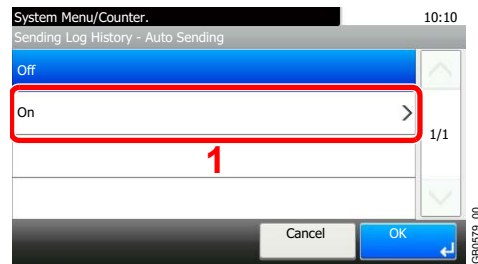 System Menu/Counter. 10:10
Sending Log History - Auto Sending
Off
On
1/1
1
Cancel OK
GB0579_00